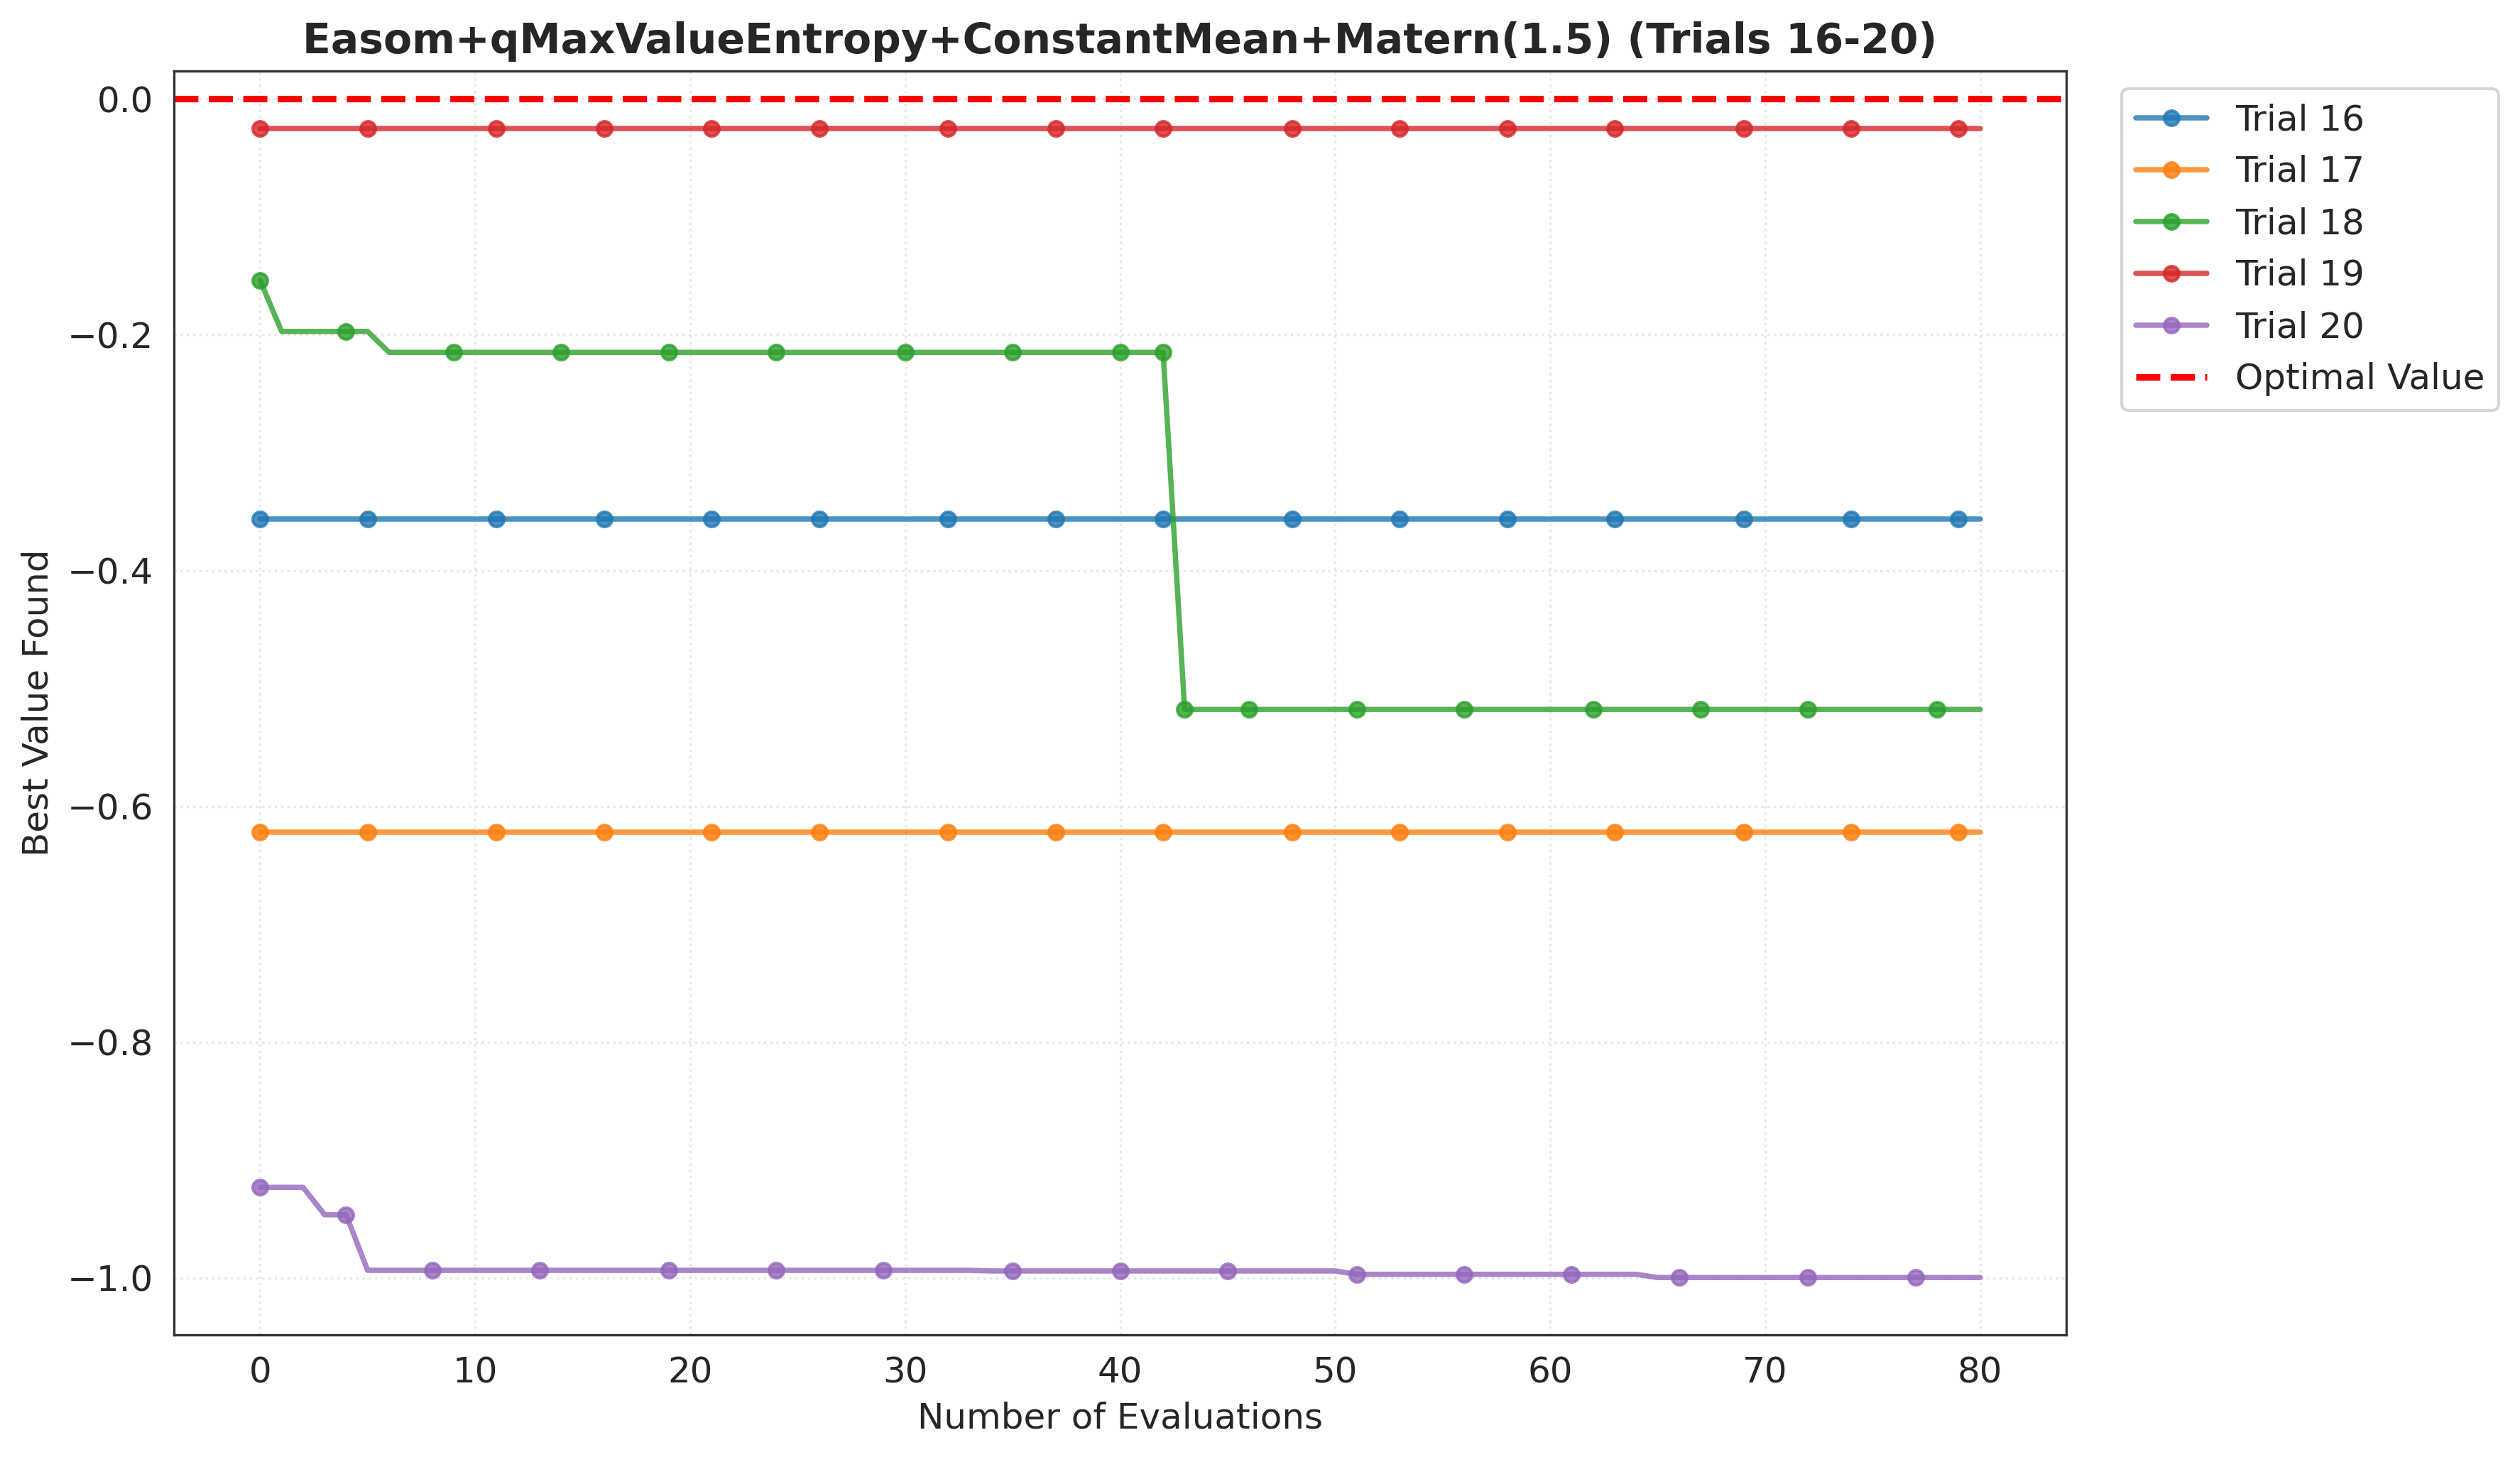 Easom+qMaxValueEntropy+ConstantMean+Matern(1.5) (Trials 16-20)
0.0
−0.2
−0.4
−0.6
−0.8
−1.0
Best Value Found
0 10 20 30 40 50 60 70 80
Number of Evaluations
Trial 16
Trial 17
Trial 18
Trial 19
Trial 20
Optimal Value